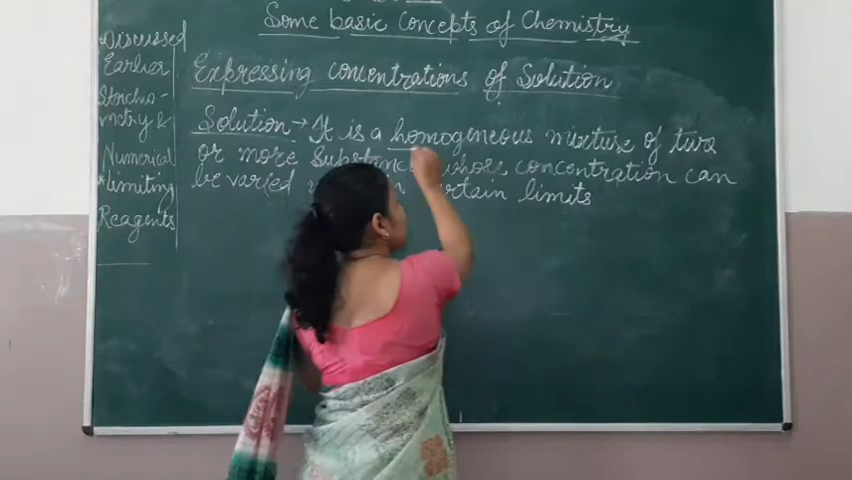 Some basic Concepts of Chemistry
Discussed
Earlier
Stoichio-
metry &
Numerical
*limiting
Reagents
Expressing Concentrations of Solution
Solution → It is a homogeneous mixture of two
or more Substanc whose concentration can
be varied certain limits